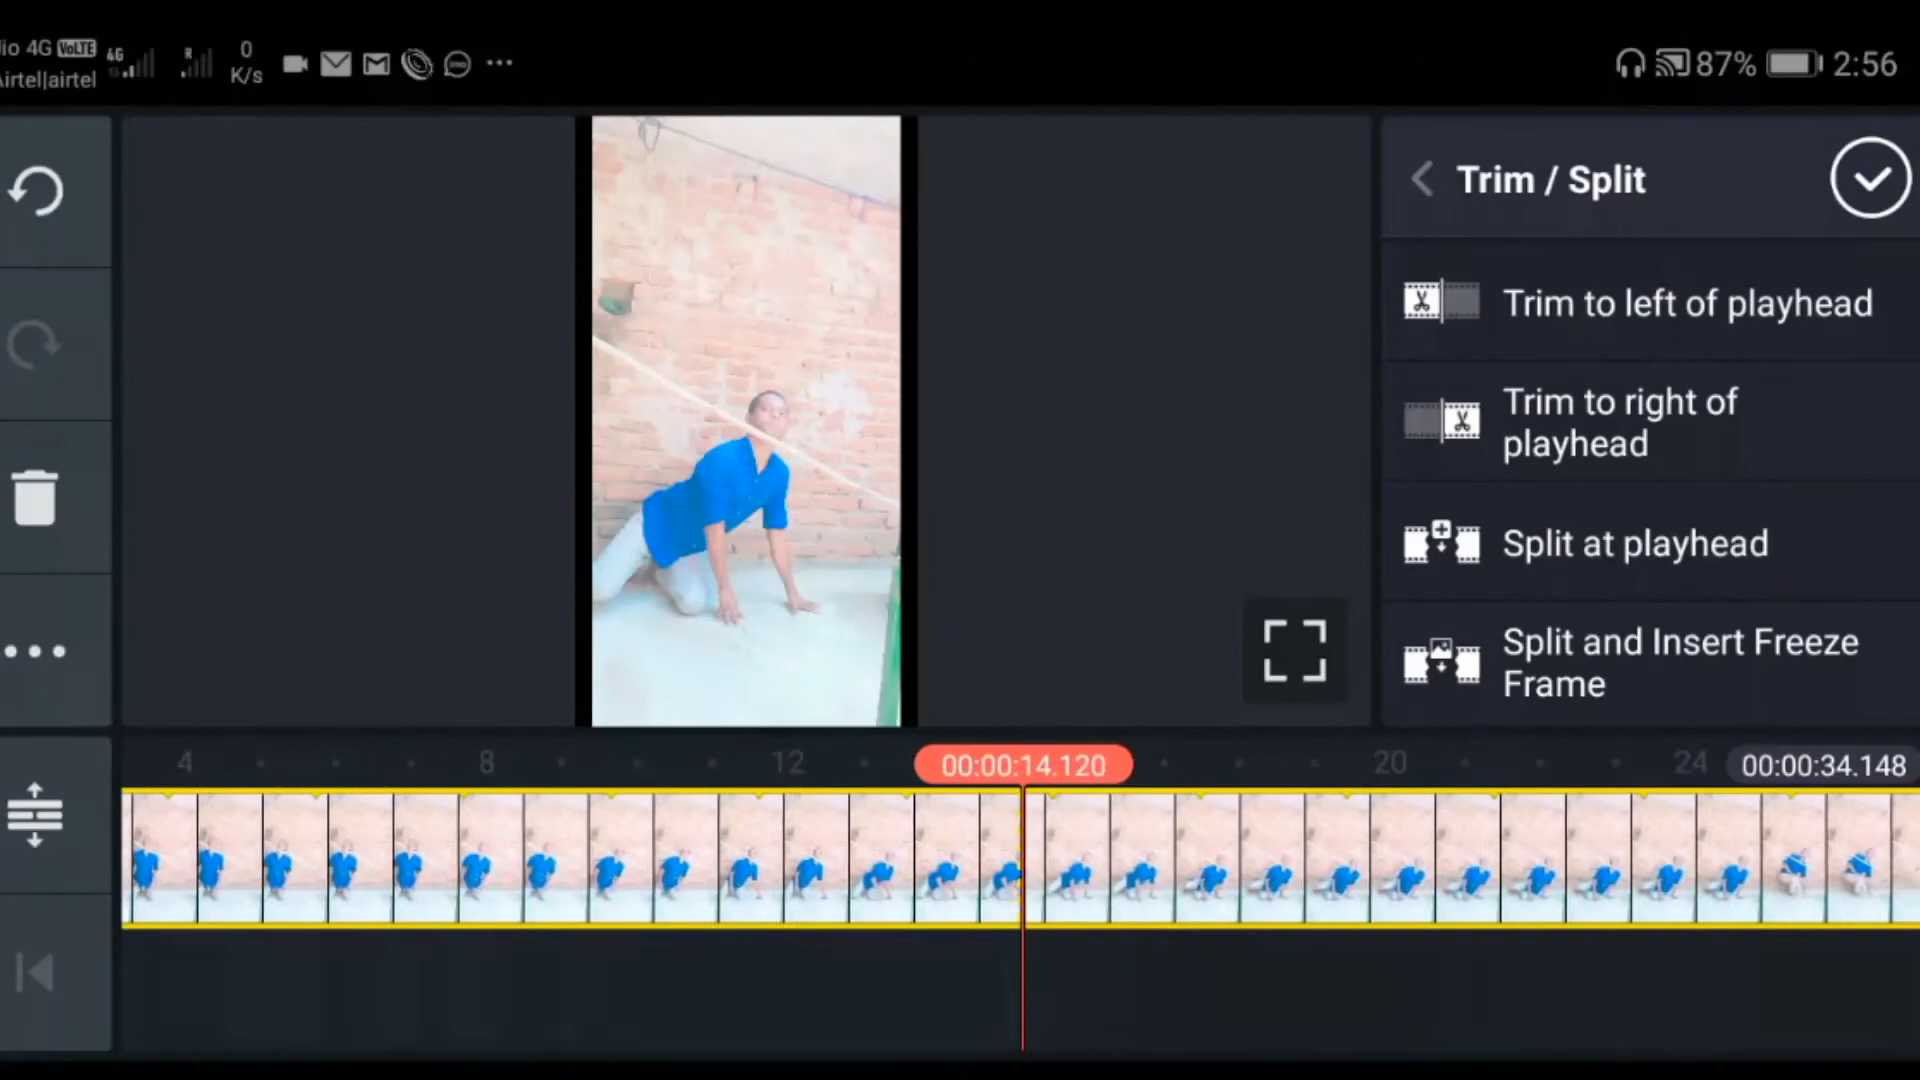 Jio 4G VoLTE 4G R 0 K/s 87% 2:56
Airtel|airtel
Trim / Split
Trim to left of playhead
Trim to right of
playhead
Split at playhead
Split and Insert Freeze
Frame
4 8 12 00:00:14.120 20 24 00:00:34.148